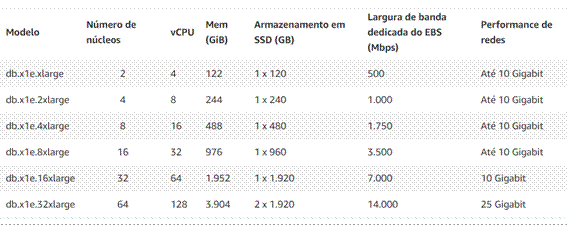 Modelo Número de núcleos vCPU Mem (GiB) Armazenamento em SSD (GB) Largura de banda dedicada do EBS (Mbps) Performance de redes
db.x1e.xlarge 2 4 122 1 x 120 500 Até 10 Gigabit
db.x1e.2xlarge 4 8 244 1 x 240 1.000 Até 10 Gigabit
db.x1e.4xlarge 8 16 488 1 x 480 1.750 Até 10 Gigabit
db.x1e.8xlarge 16 32 976 1 x 960 3.500 Até 10 Gigabit
db.x1e.16xlarge 32 64 1.952 1 x 1.920 7.000 10 Gigabit
db.x1e.32xlarge 64 128 3.904 2 x 1.920 14.000 25 Gigabit